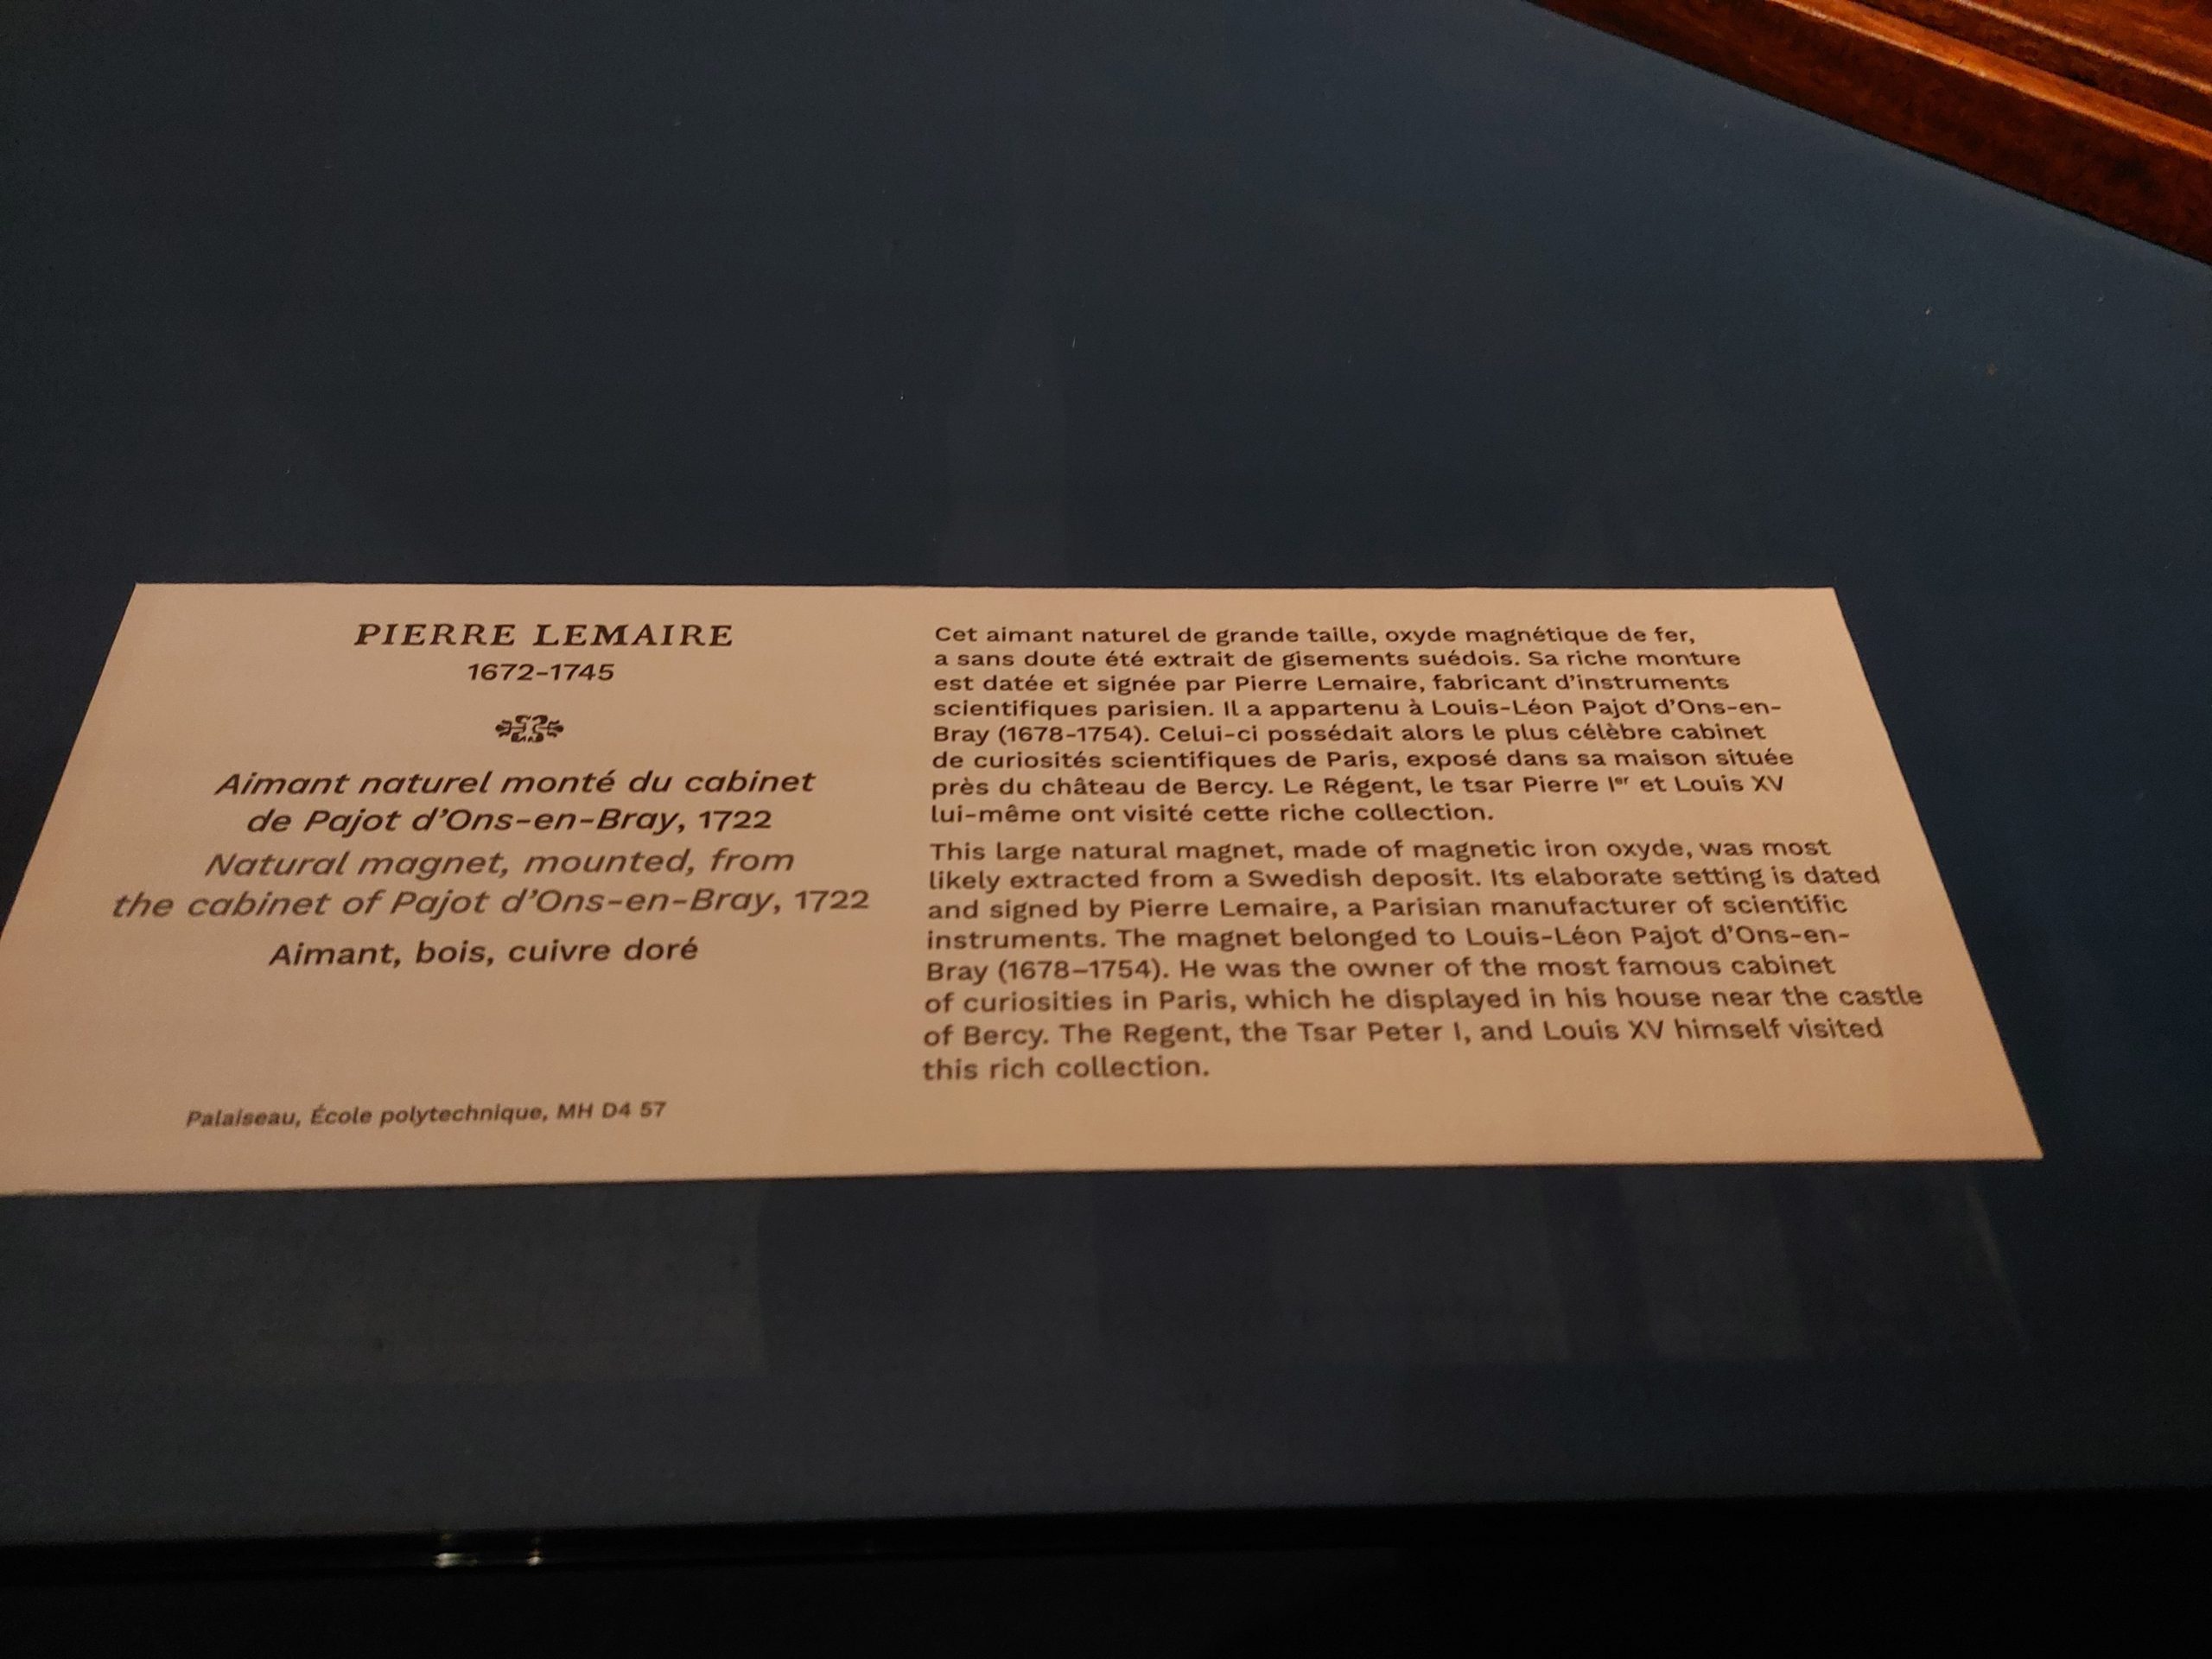 PIERRE LEMAIRE
1672-1745
Aimant naturel monté du cabinet
de Pajot d'Ons-en-Bray, 1722
Natural magnet, mounted, from
the cabinet of Pajot d'Ons-en-Bray, 1722
Aimant, bois, cuivre doré
Palaiseau, École polytechnique, MH D4 57
Cet aimant naturel de grande taille, oxyde magnétique de fer,
a sans doute été extrait de gisements suédois. Sa riche monture
est datée et signée par Pierre Lemaire, fabricant d'instruments
scientifiques parisien. Il a appartenu à Louis-Léon Pajot d'Ons-en-
Bray (1678-1754). Celui-ci possédait alors le plus célèbre cabinet
de curiosités scientifiques de Paris, exposé dans sa maison située
près du château de Bercy. Le Régent, le tsar Pierre Ier et Louis XV
lui-même ont visité cette riche collection.
This large natural magnet, made of magnetic iron oxyde, was most
likely extracted from a Swedish deposit. Its elaborate setting is dated
and signed by Pierre Lemaire, a Parisian manufacturer of scientific
instruments. The magnet belonged to Louis-Léon Pajot d'Ons-en-
Bray (1678–1754). He was the owner of the most famous cabinet
of curiosities in Paris, which he displayed in his house near the castle
of Bercy. The Regent, the Tsar Peter I, and Louis XV himself visited
this rich collection.